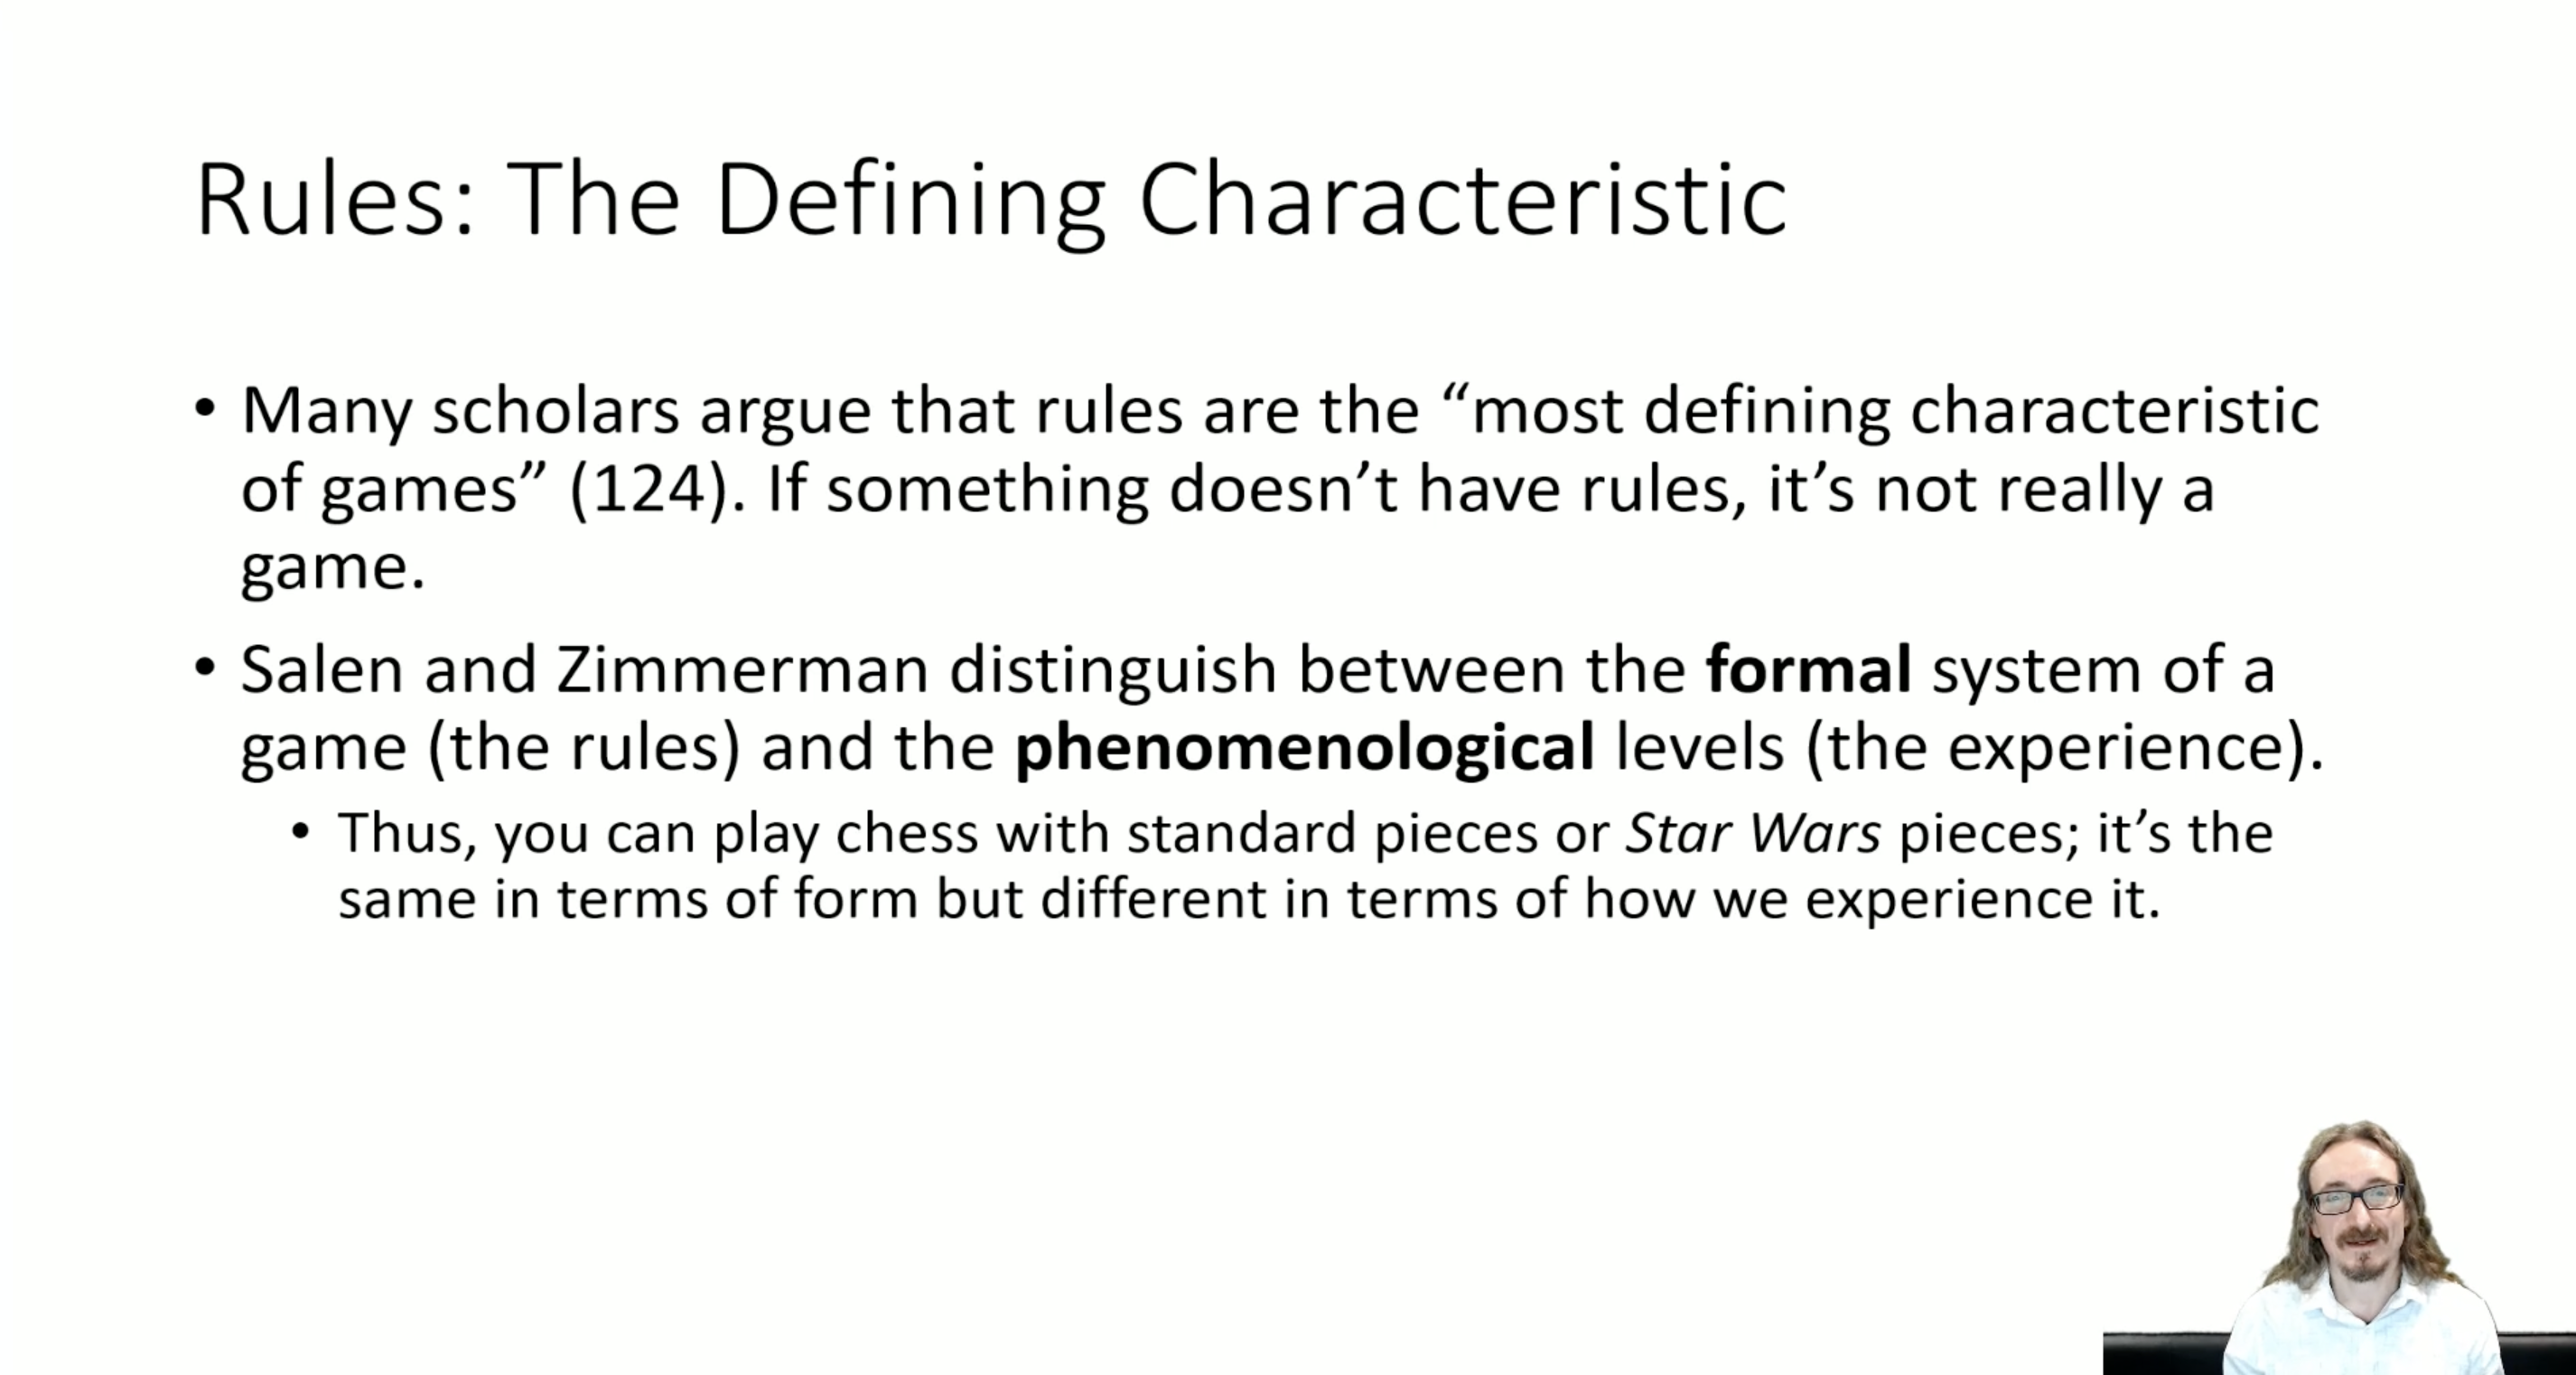 Rules: The Defining Characteristic
• Many scholars argue that rules are the “most defining characteristic
of games” (124). If something doesn’t have rules, it’s not really a
game.
• Salen and Zimmerman distinguish between the formal system of a
game (the rules) and the phenomenological levels (the experience).
• Thus, you can play chess with standard pieces or Star Wars pieces; it’s the
same in terms of form but different in terms of how we experience it.